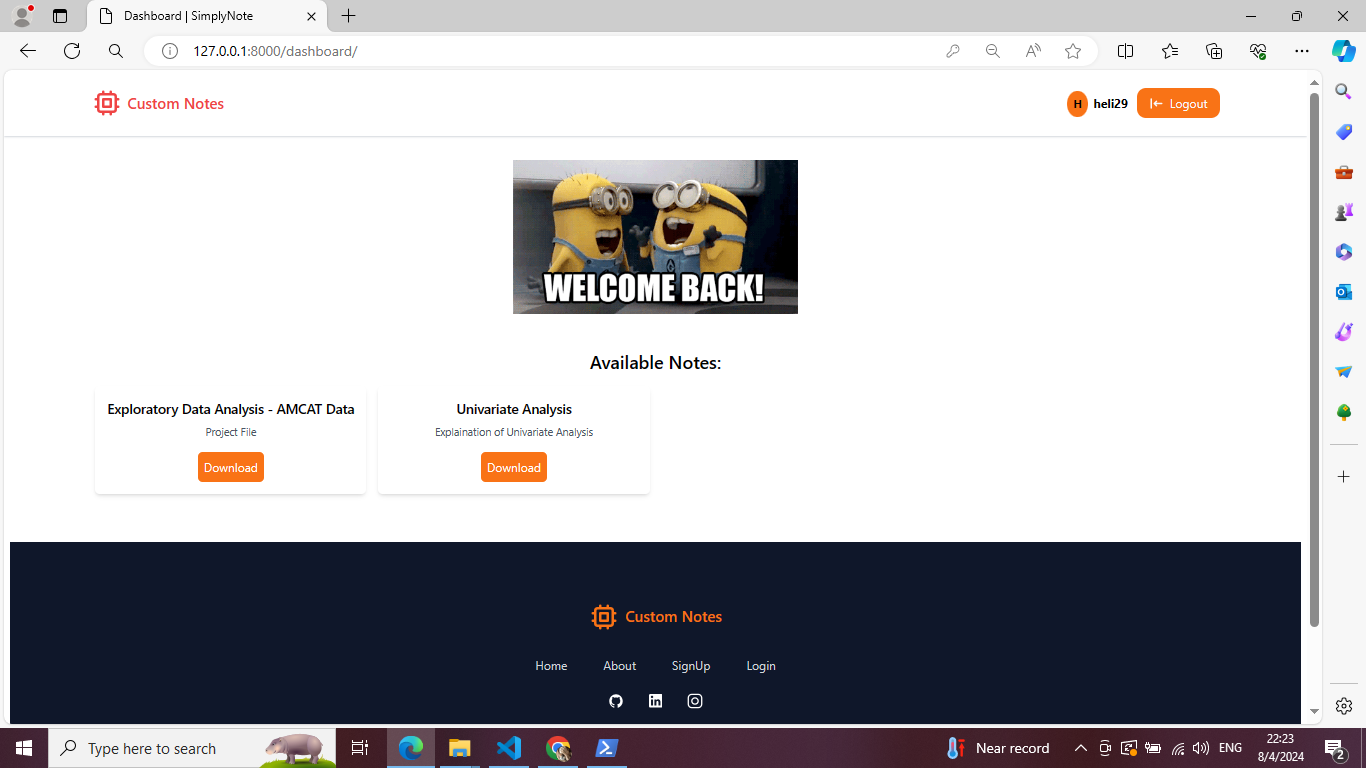 Dashboard | SimplyNote
127.0.0.1:8000/dashboard/
Custom Notes
H heli29 Logout
WELCOME BACK!
Available Notes:
Exploratory Data Analysis - AMCAT Data
Project File
Download
Univariate Analysis
Explaination of Univariate Analysis
Download
Custom Notes
Home About SignUp Login
Type here to search
Near record
ENG
22:23
8/4/2024
2